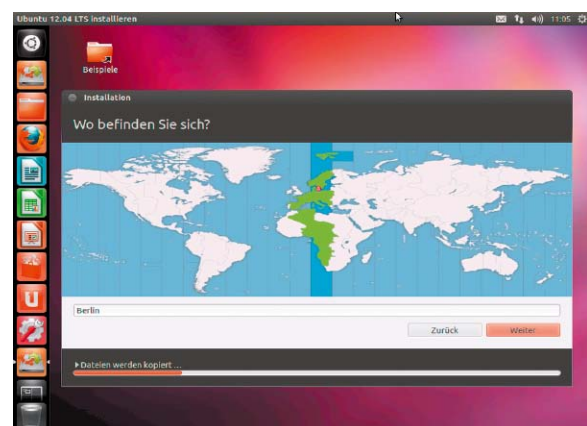 Ubuntu 12.04 LTS installieren
11:05
Beispiele
Installation
Wo befinden Sie sich?
Berlin
Zurück
Weiter
Dateien werden kopiert ...